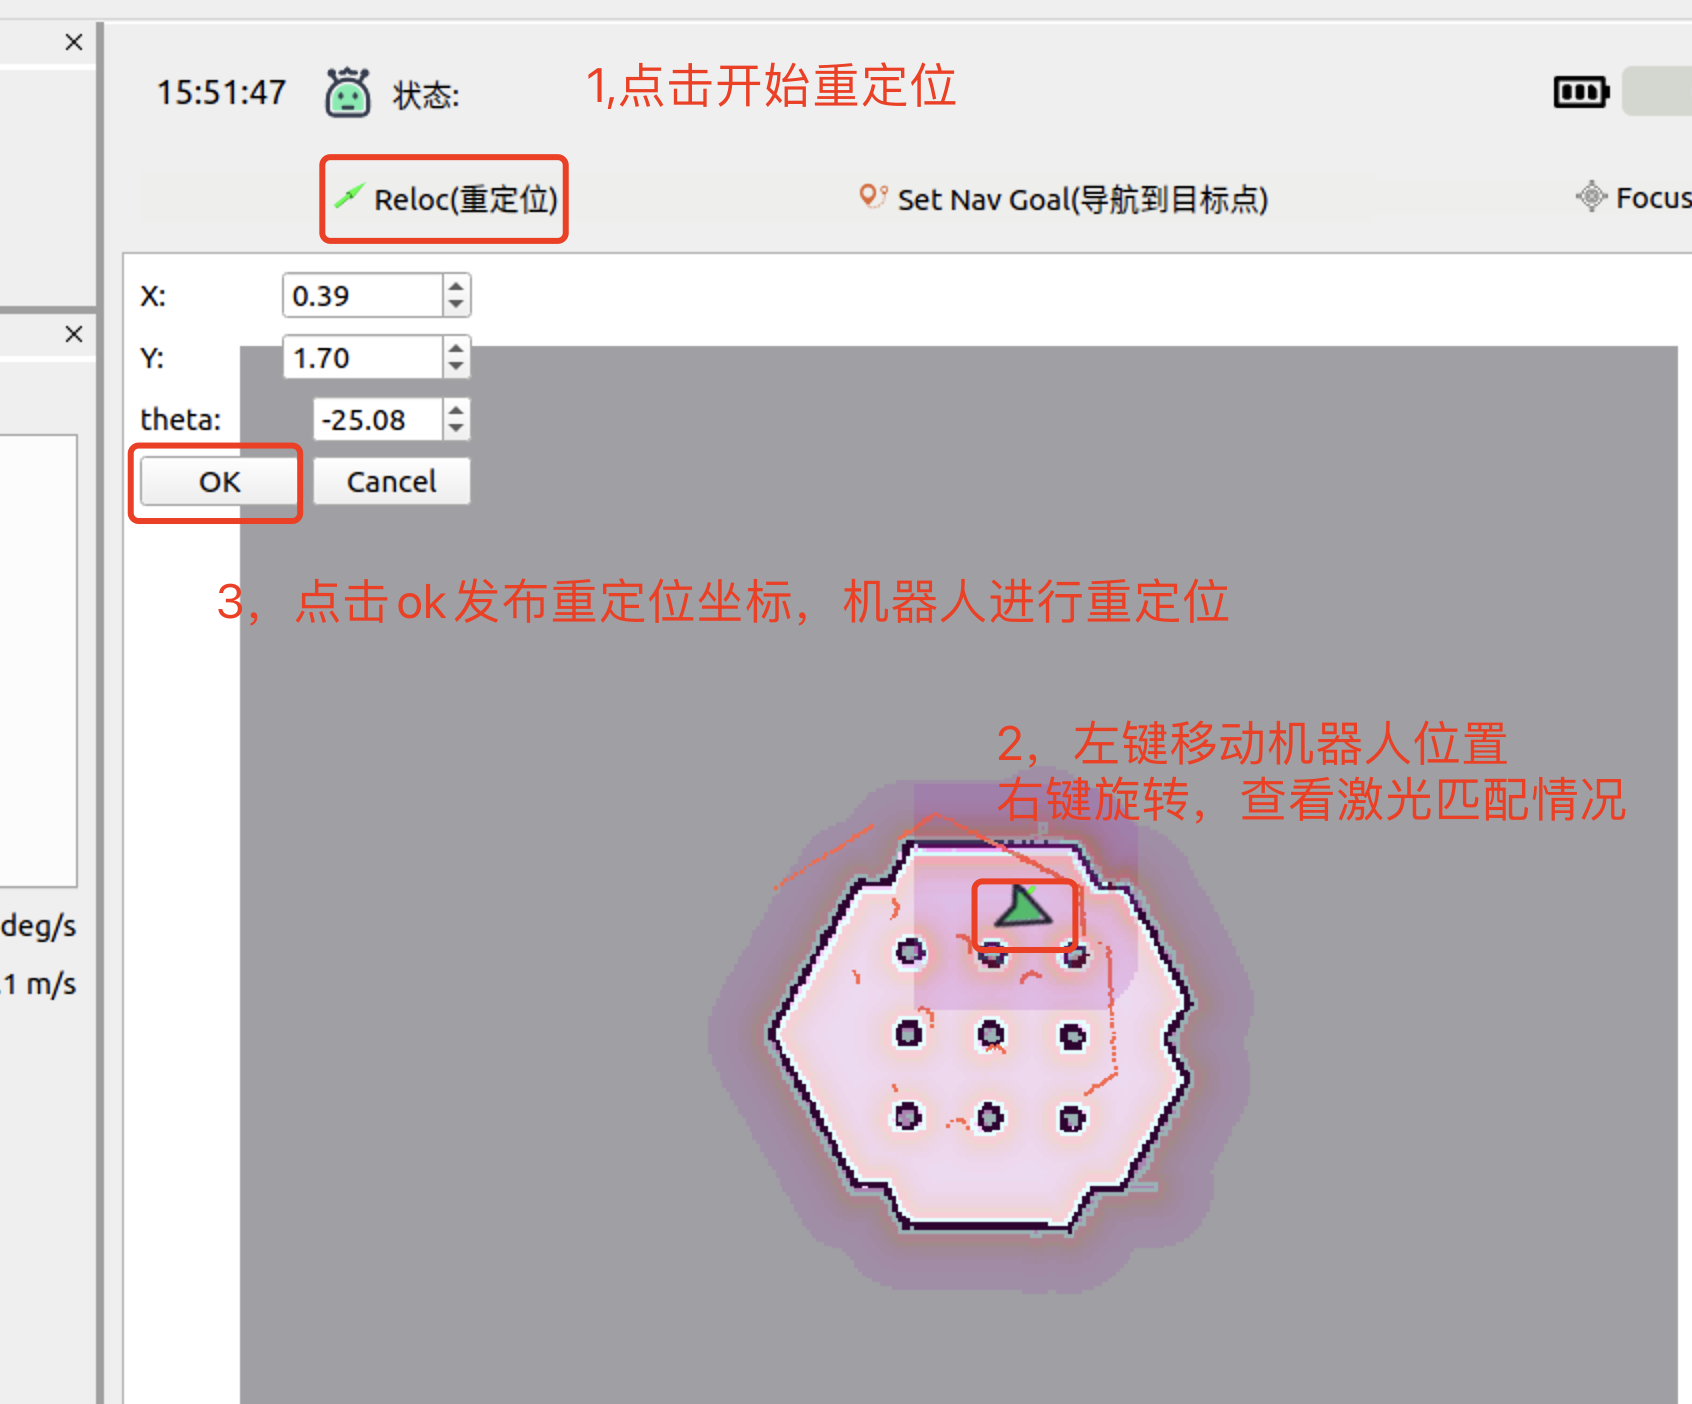 15:51:47 状态:
1,点击开始重定位
Reloc(重定位)
Set Nav Goal(导航到目标点)
Focus
X: 0.39
Y: 1.70
theta: -25.08
OK Cancel
3，点击ok发布重定位坐标，机器人进行重定位
2，左键移动机器人位置
右键旋转，查看激光匹配情况
deg/s
.1 m/s